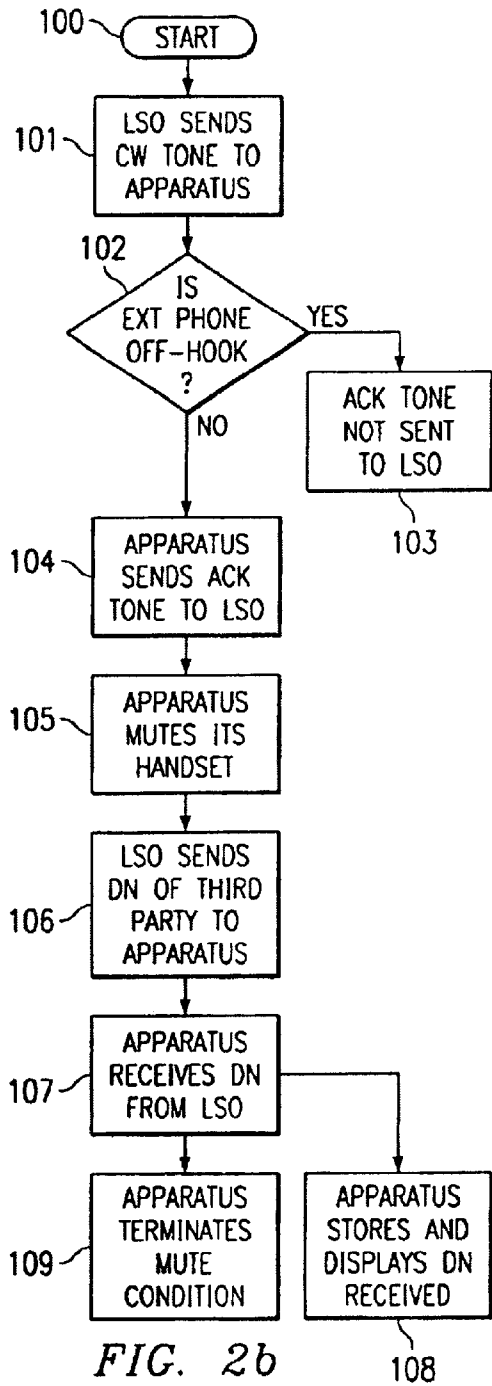 100
START
101
LSO SENDS
CW TONE TO
APPARATUS
102
IS
EXT PHONE
OFF-HOOK
?
YES
NO
ACK TONE
NOT SENT
TO LSO
103
104
APPARATUS
SENDS ACK
TONE TO LSO
105
APPARATUS
MUTES ITS
HANDSET
106
LSO SENDS
DN OF THIRD
PARTY TO
APPARATUS
107
APPARATUS
RECEIVES DN
FROM LSO
109
APPARATUS
TERMINATES
MUTE
CONDITION
APPARATUS
STORES AND
DISPLAYS DN
RECEIVED
108
FIG. 2b